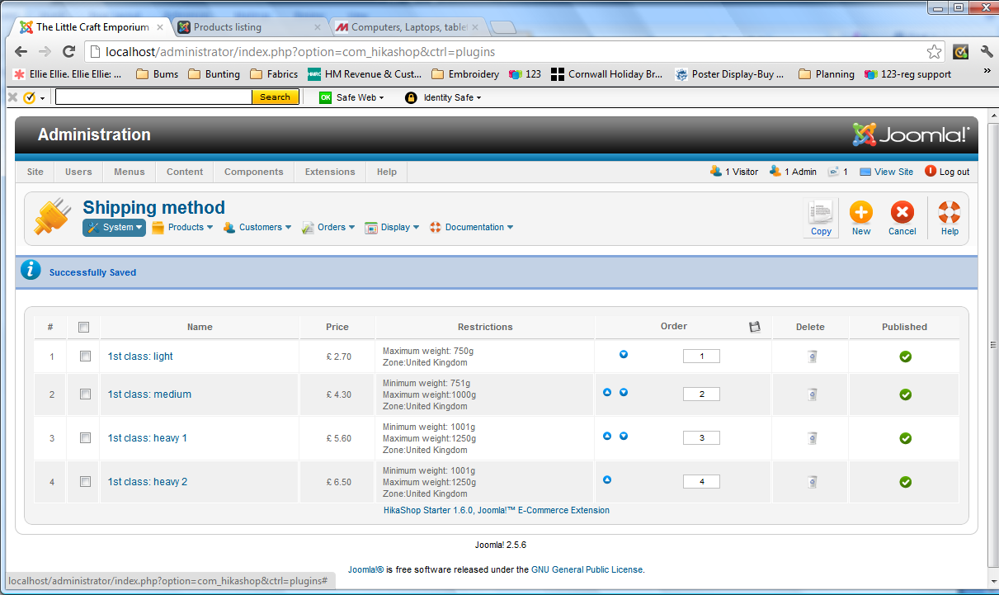 The Little Craft Emporium
Products listing
Computers, Laptops, table
localhost/administrator/index.php?option=com_hikashop&ctrl=plugins
Ellie Ellie. Ellie Ellie: ... Bums Bunting Fabrics HMRC HM Revenue & Cust... Embroidery 123 Cornwall Holiday Br... Poster Display-Buy ... Planning 123-reg support »
Search OK Safe Web Identity Safe
Administration Joomla!®
Site Users Menus Content Components Extensions Help 1 Visitor 1 Admin 1 View Site Log out
Shipping method
System Products Customers Orders Display Documentation
Copy New Cancel Help
Successfully Saved
# Name Price Restrictions Order Delete Published
1 1st class: light £ 2.70 Maximum weight: 750g 1
Zone:United Kingdom
Minimum weight: 751g
2 1st class: medium £ 4.30 Maximum weight:1000g 2
Zone:United Kingdom
Minimum weight: 1001g
3 1st class: heavy 1 £ 5.60 Maximum weight:1250g 3
Zone:United Kingdom
Minimum weight: 1001g
4 1st class: heavy 2 £ 6.50 Maximum weight:1250g 4
Zone:United Kingdom
HikaShop Starter 1.6.0, Joomla!™ E-Commerce Extension
Joomla! 2.5.6
Joomla!® is free software released under the GNU General Public License.
localhost/administrator/index.php?option=com_hikashop&ctrl=plugins#